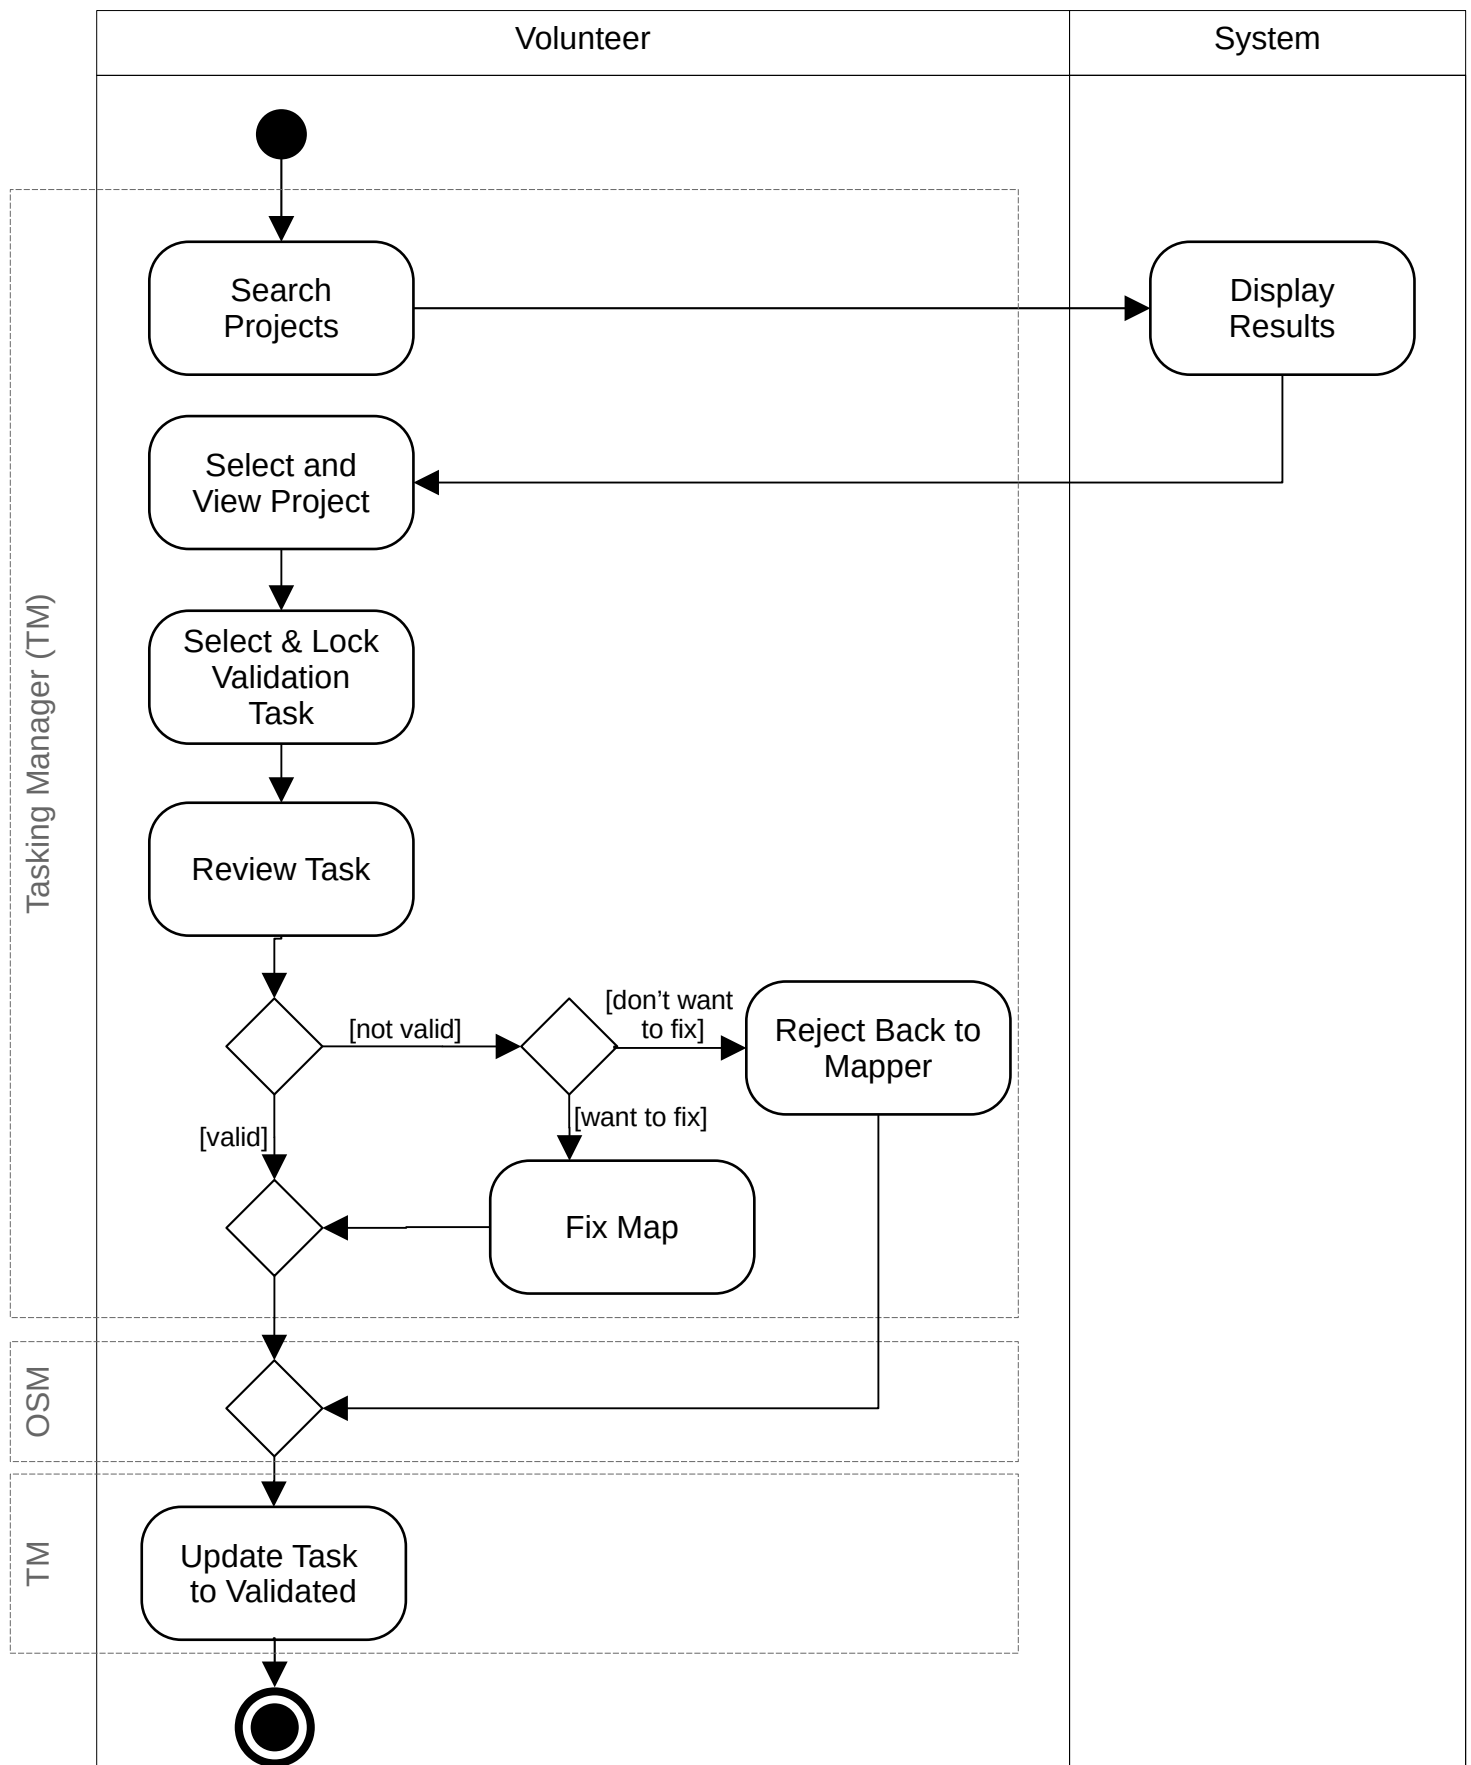 Volunteer
System
Search
Projects
Display
Results
Select and
View Project
Select & Lock
Validation
Task
Tasking Manager (TM)
Review Task
[not valid]
[don’t want
to fix]
Reject Back to
Mapper
[want to fix]
[valid]
Fix Map
OSM
TM
Update Task
to Validated